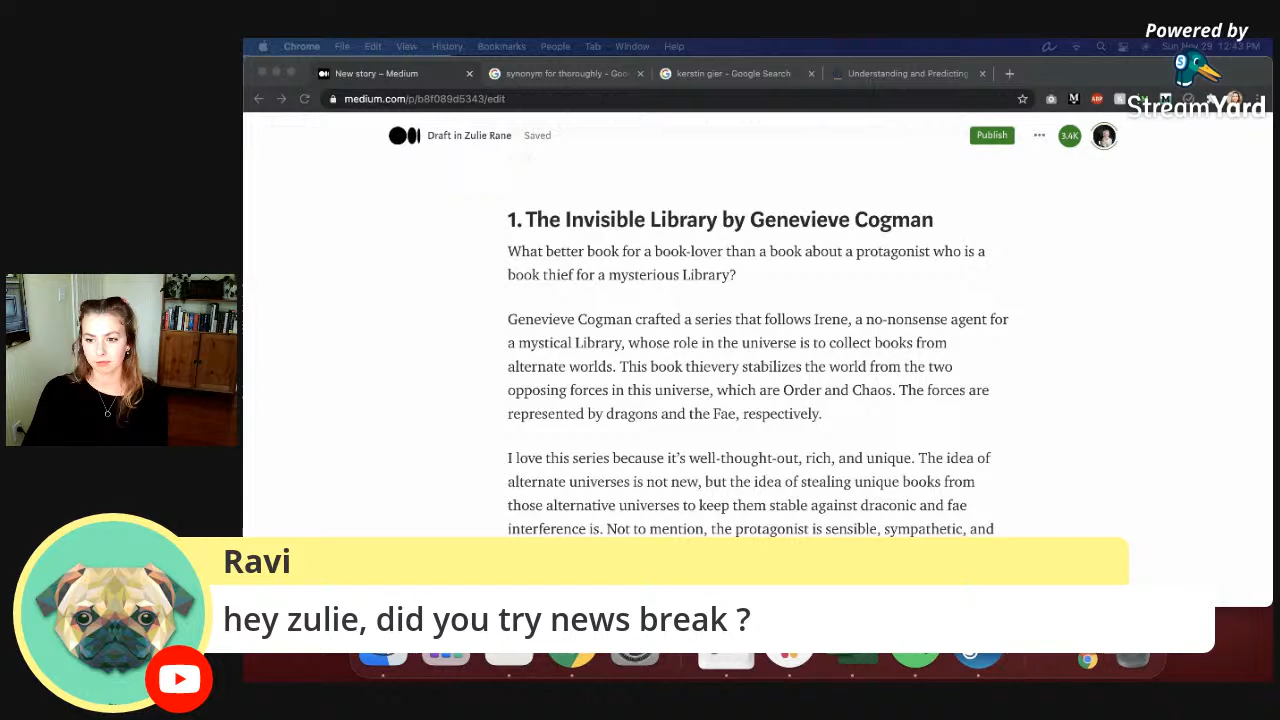 Powered by
StreamYard
Chrome File Edit View History Bookmarks People Tab Window Help
Sun Nov 29 12:43 PM
New story – Medium
synonym for thoroughly - Goo
kerstin gier - Google Search
Understanding and Predicting
medium.com/p/b8f089d5343/edit
ABP
Draft in Zulie Rane Saved
Publish
3.4K
1. The Invisible Library by Genevieve Cogman
What better book for a book-lover than a book about a protagonist who is a
book thief for a mysterious Library?
Genevieve Cogman crafted a series that follows Irene, a no-nonsense agent for
a mystical Library, whose role in the universe is to collect books from
alternate worlds. This book thievery stabilizes the world from the two
opposing forces in this universe, which are Order and Chaos. The forces are
represented by dragons and the Fae, respectively.
I love this series because it's well-thought-out, rich, and unique. The idea of
alternate universes is not new, but the idea of stealing unique books from
those alternative universes to keep them stable against draconic and fae
interference is. Not to mention, the protagonist is sensible, sympathetic, and
Ravi
hey zulie, did you try news break ?